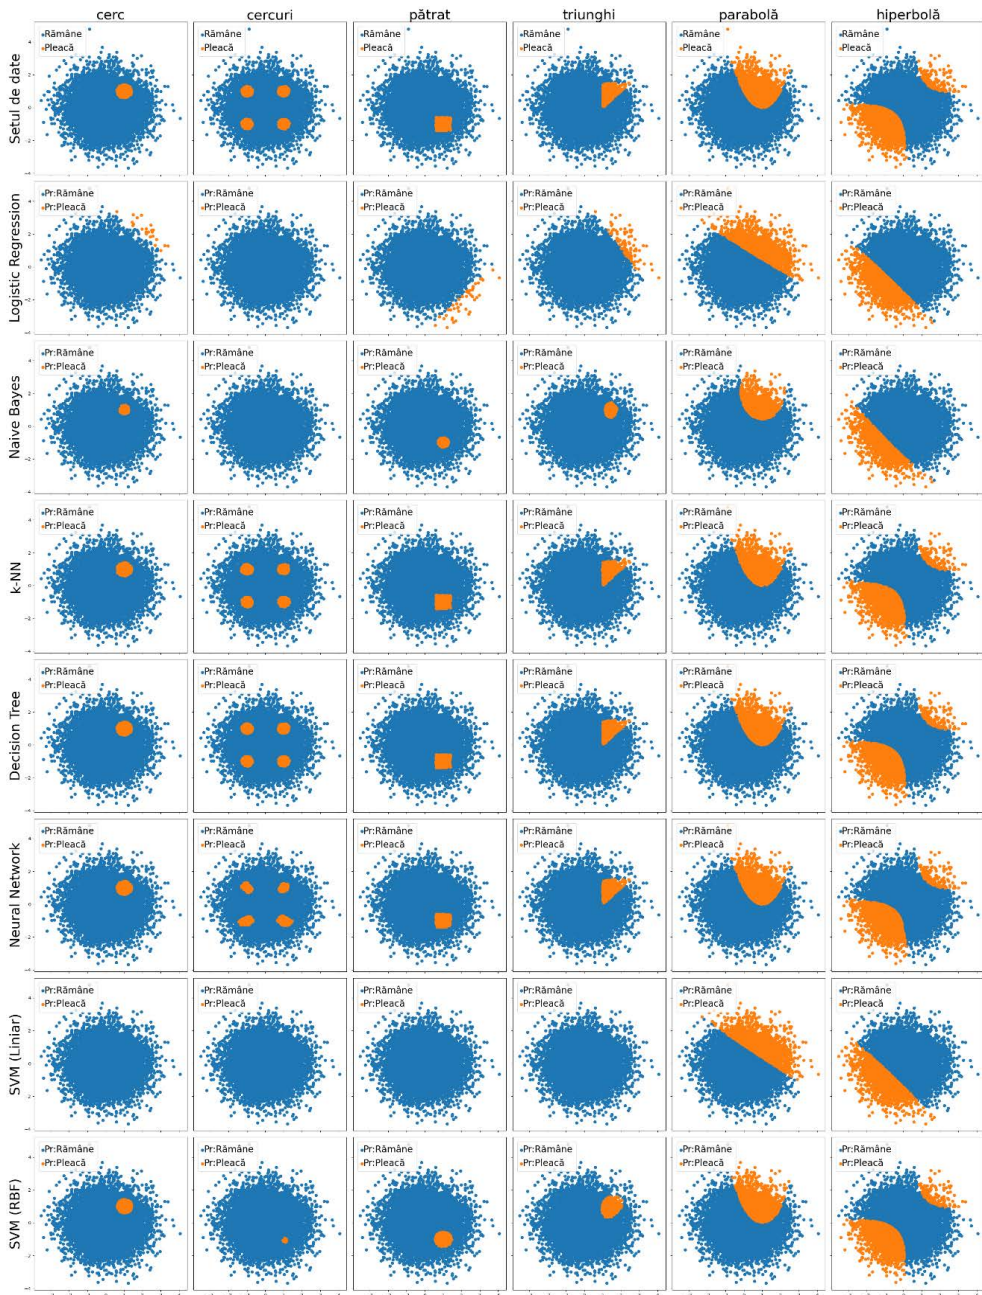 cerc cercuri pătrat triunghi parabolă hiperbolă
Setul de date
Rămâne Rămâne Rămâne Rămâne Rămâne Rămâne
Pleacă Pleacă Pleacă Pleacă Pleacă Pleacă
Logistic Regression
Pr:Rămâne Pr:Rămâne Pr:Rămâne Pr:Rămâne Pr:Rămâne Pr:Rămâne
Pr:Pleacă Pr:Pleacă Pr:Pleacă Pr:Pleacă Pr:Pleacă Pr:Pleacă
Naive Bayes
Pr:Rămâne Pr:Rămâne Pr:Rămâne Pr:Rămâne Pr:Rămâne Pr:Rămâne
Pr:Pleacă Pr:Pleacă Pr:Pleacă Pr:Pleacă Pr:Pleacă Pr:Pleacă
k-NN
Pr:Rămâne Pr:Rămâne Pr:Rămâne Pr:Rămâne Pr:Rămâne Pr:Rămâne
Pr:Pleacă Pr:Pleacă Pr:Pleacă Pr:Pleacă Pr:Pleacă Pr:Pleacă
Decision Tree
Pr:Rămâne Pr:Rămâne Pr:Rămâne Pr:Rămâne Pr:Rămâne Pr:Rămâne
Pr:Pleacă Pr:Pleacă Pr:Pleacă Pr:Pleacă Pr:Pleacă Pr:Pleacă
Neural Network
Pr:Rămâne Pr:Rămâne Pr:Rămâne Pr:Rămâne Pr:Rămâne Pr:Rămâne
Pr:Pleacă Pr:Pleacă Pr:Pleacă Pr:Pleacă Pr:Pleacă Pr:Pleacă
SVM (Liniar)
Pr:Rămâne Pr:Rămâne Pr:Rămâne Pr:Rămâne Pr:Rămâne Pr:Rămâne
Pr:Pleacă Pr:Pleacă Pr:Pleacă Pr:Pleacă Pr:Pleacă Pr:Pleacă
SVM (RBF)
Pr:Rămâne Pr:Rămâne Pr:Rămâne Pr:Rămâne Pr:Rămâne Pr:Rămâne
Pr:Pleacă Pr:Pleacă Pr:Pleacă Pr:Pleacă Pr:Pleacă Pr:Pleacă